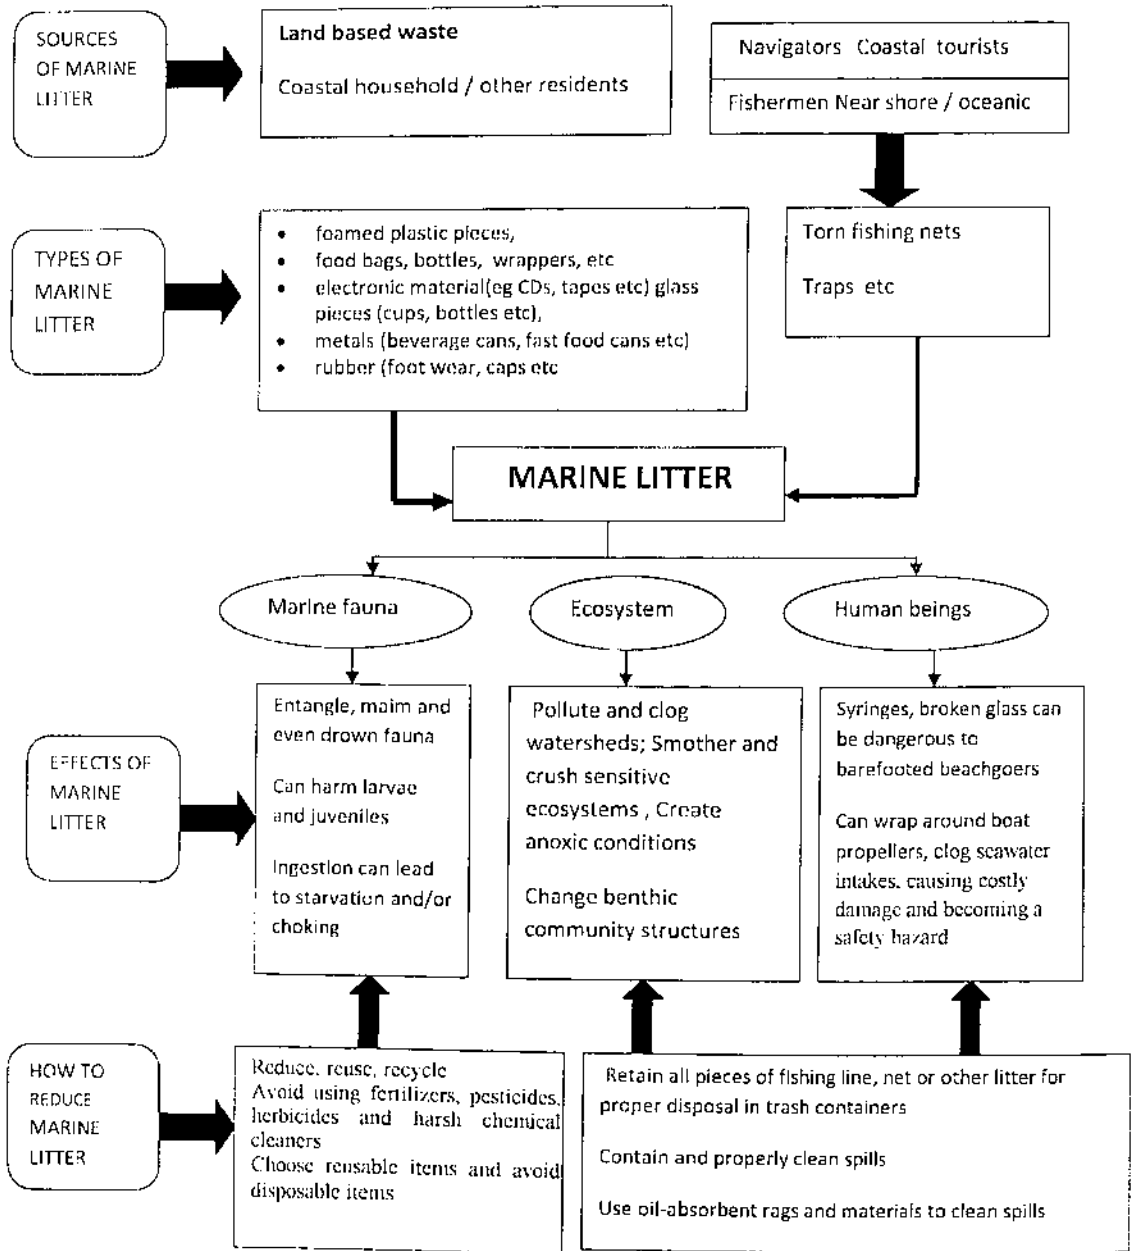 SOURCES
OF MARINE
LITTER
Land based waste
Coastal household / other residents
Navigators Coastal tourists
Fishermen Near shore / oceanic
TYPES OF
MARINE
LITTER
• foamed plastic pieces,
• food bags, bottles, wrappers, etc
• electronic material(eg CDs, tapes etc) glass
pieces (cups, bottles etc),
• metals (beverage cans, fast food cans etc)
• rubber (foot wear, caps etc
Torn fishing nets
Traps etc
MARINE LITTER
Marine fauna
Ecosystem
Human beings
EFFECTS OF
MARINE
LITTER
Entangle, maim and
even drown fauna
Can harm larvae
and juveniles
Ingestion can lead
to starvation and/or
choking
Pollute and clog
watersheds; Smother and
crush sensitive
ecosystems , Create
anoxic conditions
Change benthic
community structures
Syringes, broken glass can
be dangerous to
barefooted beachgoers
Can wrap around boat
propellers, clog seawater
intakes, causing costly
damage and becoming a
safety hazard
HOW TO
REDUCE
MARINE
LITTER
Reduce, reuse, recycle
Avoid using fertilizers, pesticides,
herbicides and harsh chemical
cleaners
Choose reusable items and avoid
disposable items
Retain all pieces of fishing line, net or other litter for
proper disposal in trash containers
Contain and properly clean spills
Use oil-absorbent rags and materials to clean spills